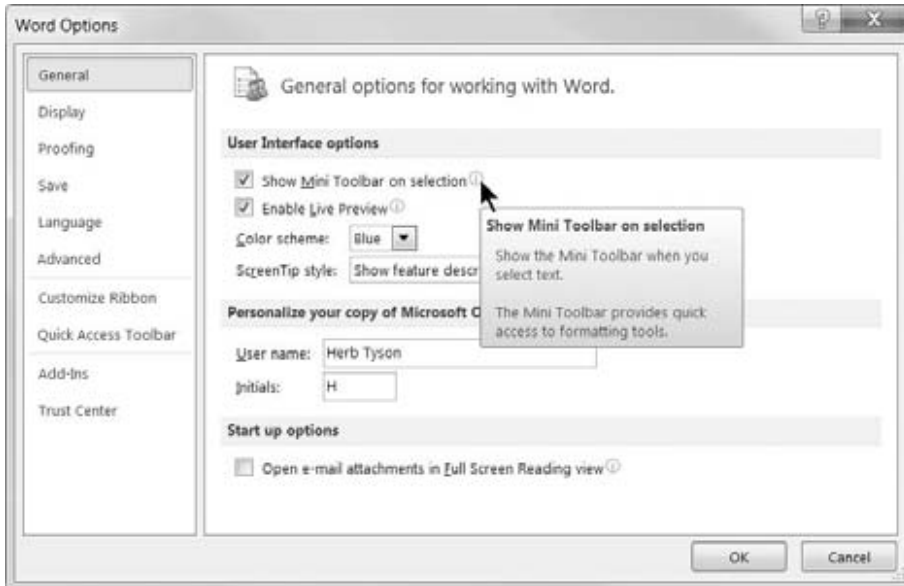 Word Options
General
Display
Proofing
Save
Language
Advanced
Customize Ribbon
Quick Access Toolbar
Add-Ins
Trust Center
General options for working with Word.
User Interface options
Show Mini Toolbar on selection
Enable Live Preview
Color scheme: Blue
ScreenTip style: Show feature descr
Show Mini Toolbar on selection
Show the Mini Toolbar when you
select text.
The Mini Toolbar provides quick
access to formatting tools.
Personalize your copy of Microsoft O
User name: Herb Tyson
Initials: H
Start up options
Open e-mail attachments in Full Screen Reading view
OK
Cancel